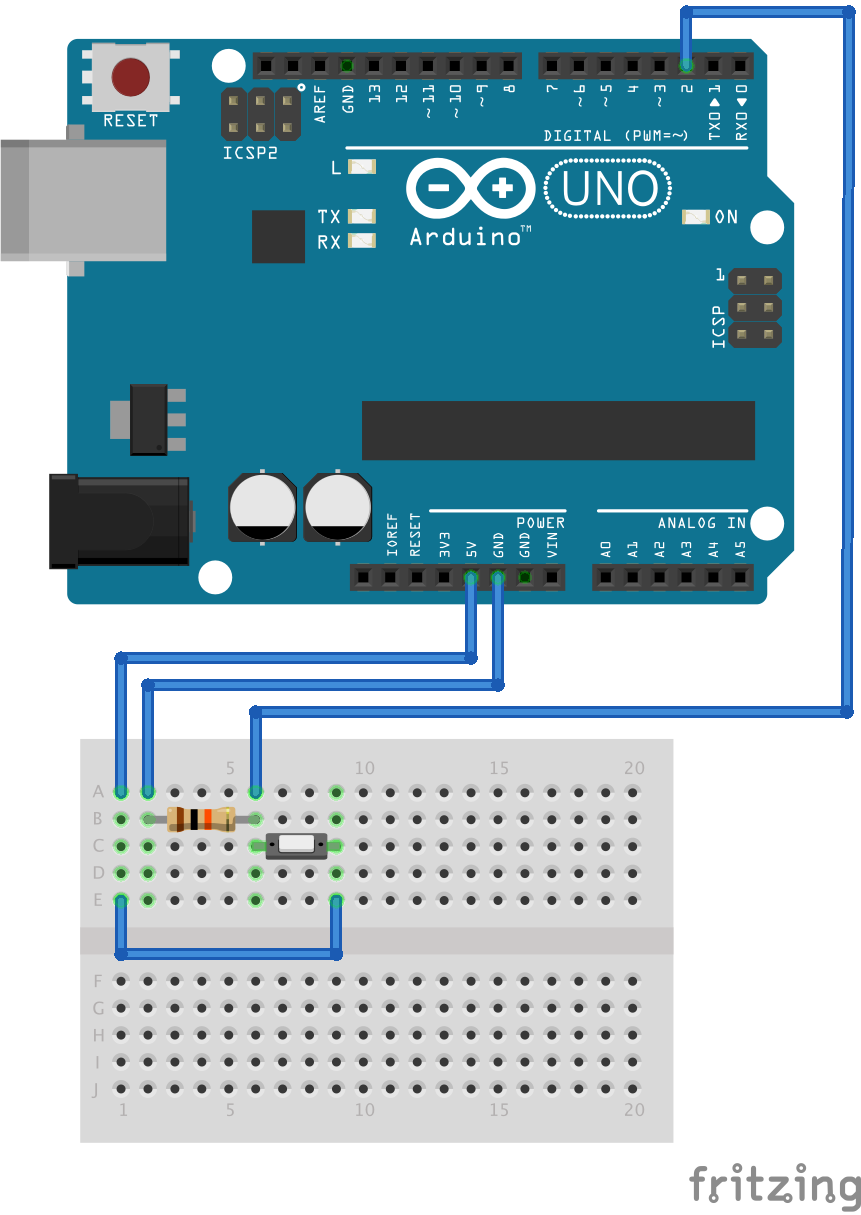 RESET
ICSP2
AREF
GND
13
12
~11
~10
~9
8
7
~6
~5
4
~3
2
TX0▶1
RX0◀0
DIGITAL (PWM=~)
L
TX
RX
UNO
Arduino™
ON
1
ICSP
IOREF
RESET
3V3
5V
GND
GND
VIN
POWER
ANALOG IN
A0
A1
A2
A3
A4
A5
5 10 15 20
A
B
C
D
E
F
G
H
I
J
1 5 10 15 20
fritzing